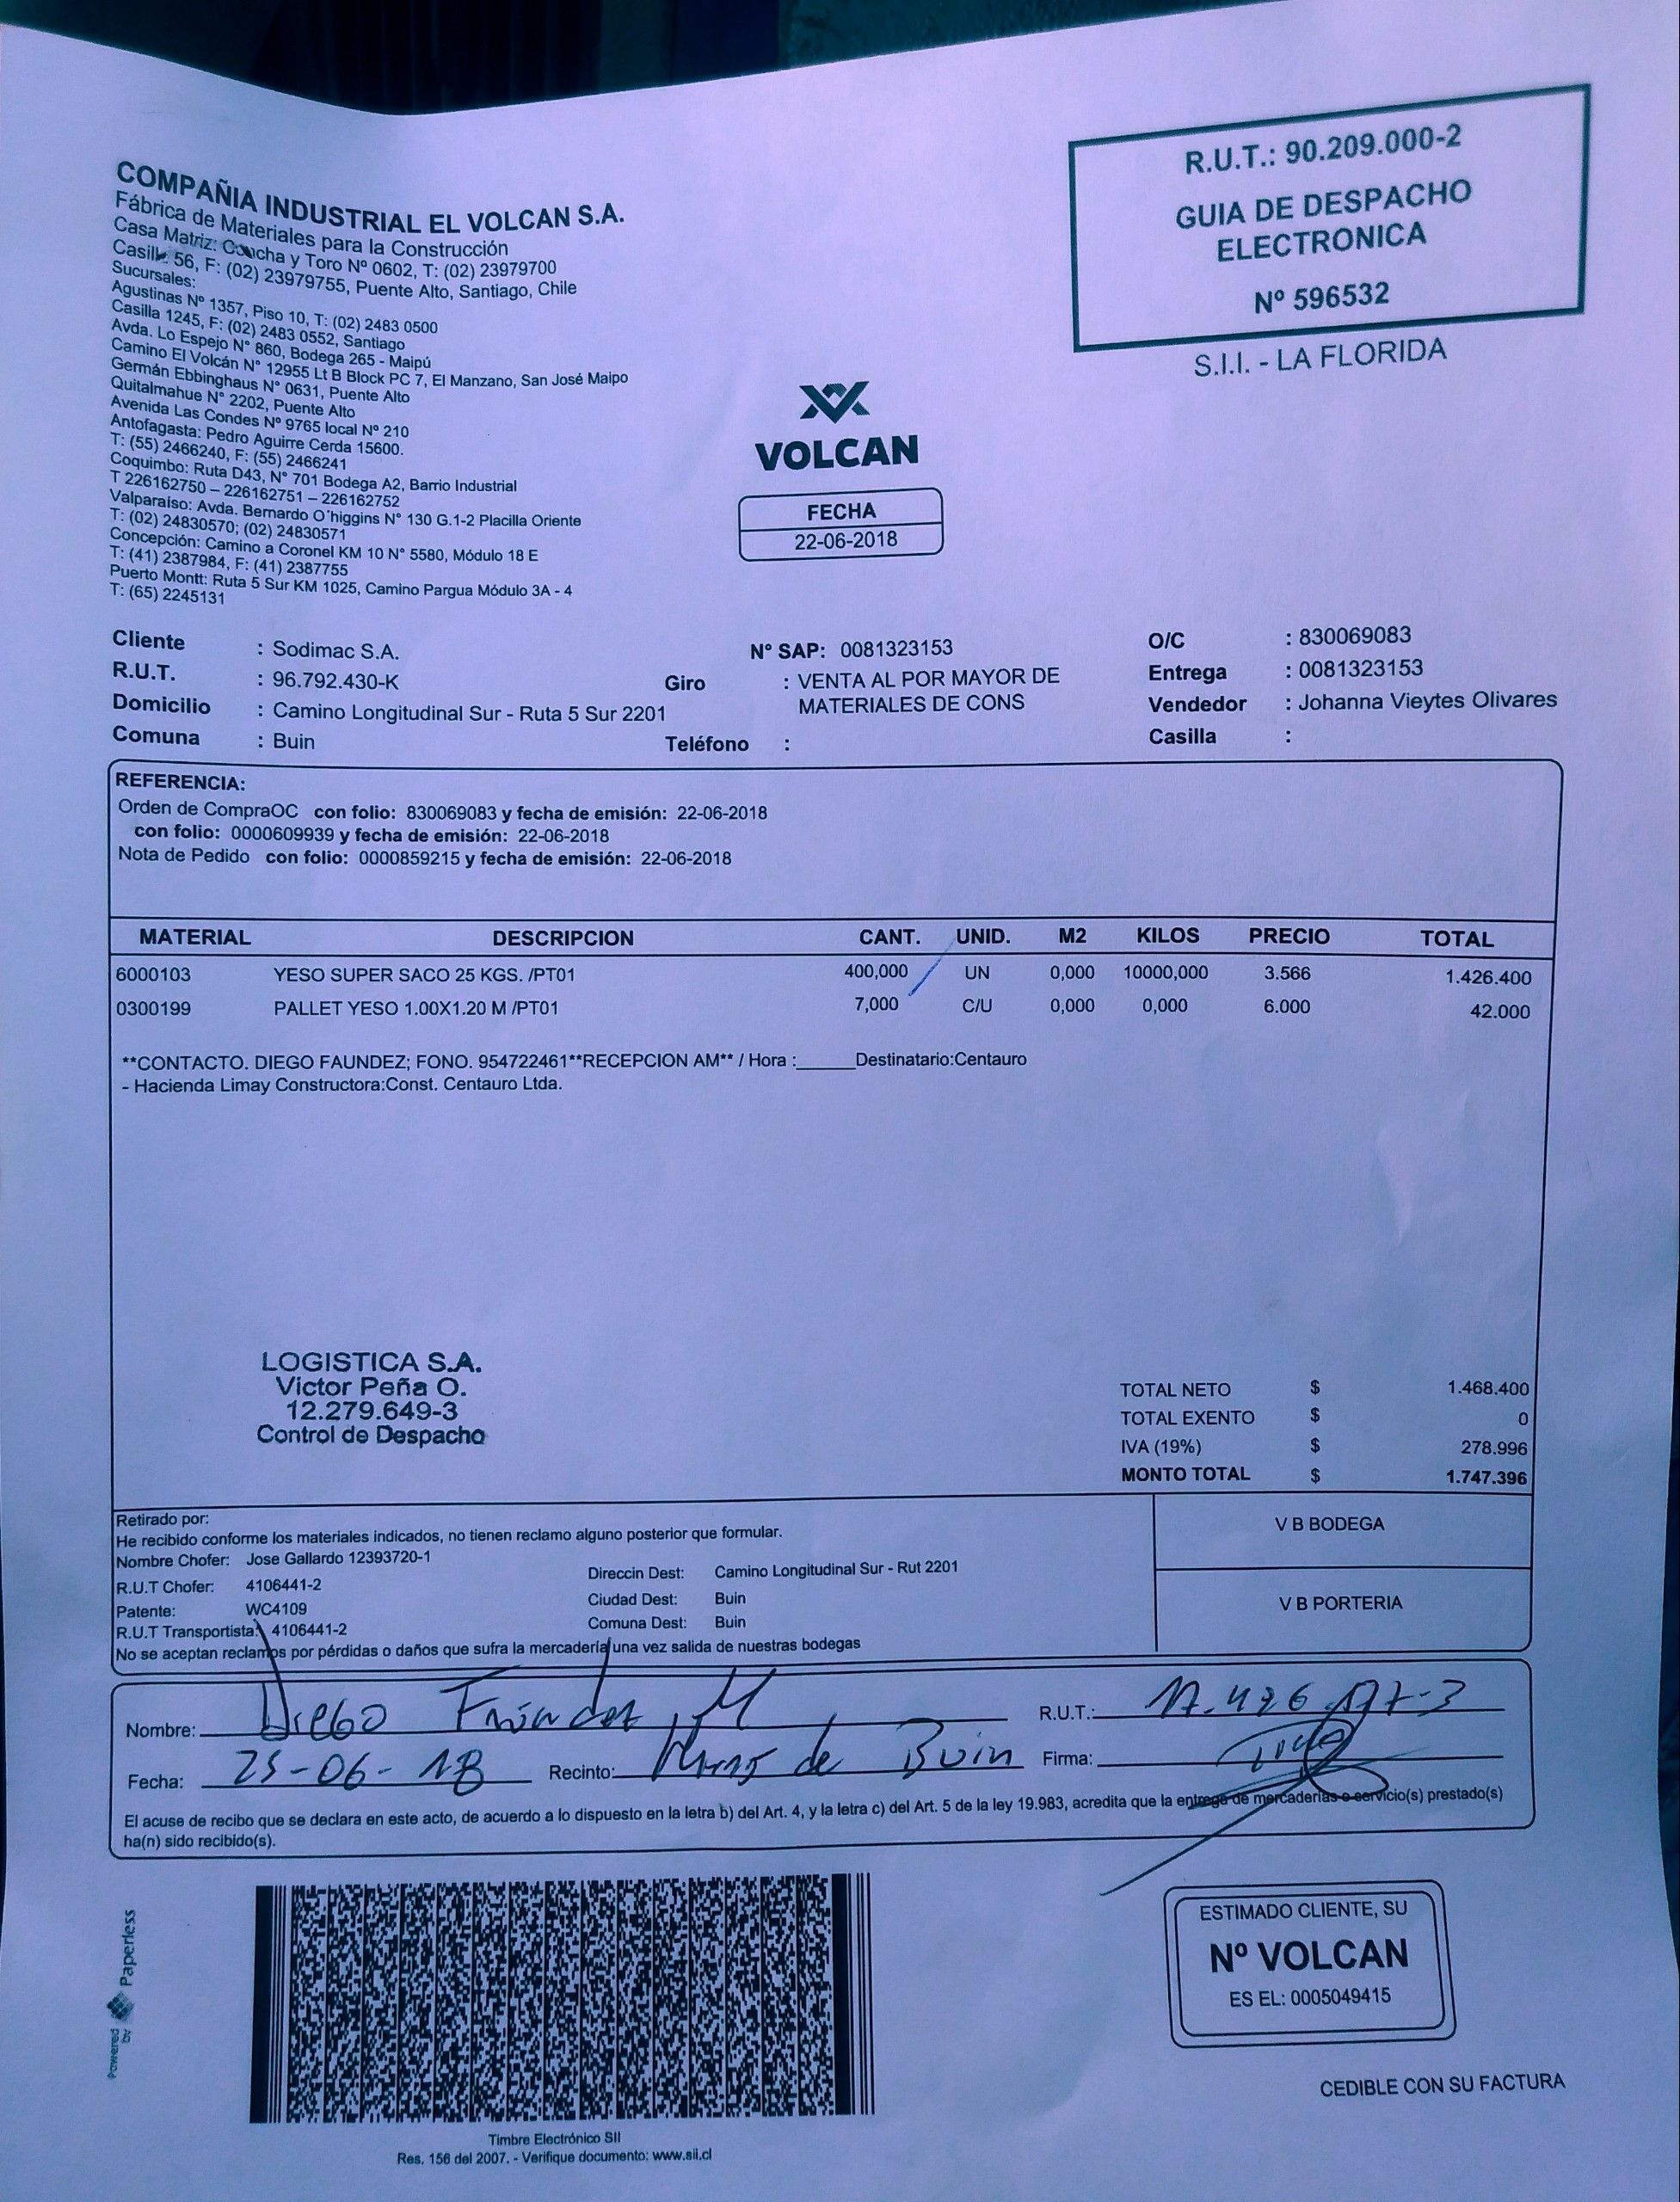 COMPAÑIA INDUSTRIAL EL VOLCAN S.A.
Fábrica de Materiales para la Construcción
Casa Matriz: Concha y Toro Nº 0602, T: (02) 23979700
Casilla 56, F: (02) 23979755, Puente Alto, Santiago, Chile
Sucursales:
Agustinas Nº 1357, Piso 10, T: (02) 2483 0500
Casilla 1245, F: (02) 2483 0552, Santiago
Avda. Lo Espejo N° 860, Bodega 265 - Maipú
Camino El Volcán N° 12955 Lt B Block PC 7, El Manzano, San José Maipo
Germán Ebbinghaus N° 0631, Puente Alto
Quitalmahue N° 2202, Puente Alto
Avenida Las Condes Nº 9765 local Nº 210
Antofagasta: Pedro Aguirre Cerda 15600.
T: (55) 2466240, F: (55) 2466241
Coquimbo: Ruta D43, N° 701 Bodega A2, Barrio Industrial
T 226162750 – 226162751 – 226162752
Valparaiso: Avda. Bernardo O´higgins N° 130 G.1-2 Placilla Oriente
T: (02) 24830570; (02) 24830571
Concepción: Camino a Coronel KM 10 N° 5580, Módulo 18 E
T: (41) 2387984, F: (41) 2387755
Puerto Montt: Ruta 5 Sur KM 1025, Camino Pargua Módulo 3A - 4
T: (65) 2245131
R.U.T.: 90.209.000-2
GUIA DE DESPACHO
ELECTRONICA
Nº 596532
S.I.I. - LA FLORIDA
VOLCAN
FECHA
22-06-2018
Cliente : Sodimac S.A. N° SAP: 0081323153 O/C : 830069083
R.U.T. : 96.792.430-K Giro : VENTA AL POR MAYOR DE Entrega : 0081323153
MATERIALES DE CONS
Domicilio : Camino Longitudinal Sur - Ruta 5 Sur 2201 Vendedor : Johanna Vieytes Olivares
Comuna : Buin Teléfono : Casilla :
REFERENCIA:
Orden de CompraOC con folio: 830069083 y fecha de emisión: 22-06-2018
con folio: 0000609939 y fecha de emisión: 22-06-2018
Nota de Pedido con folio: 0000859215 y fecha de emisión: 22-06-2018
MATERIAL DESCRIPCION CANT. UNID. M2 KILOS PRECIO TOTAL
6000103 YESO SUPER SACO 25 KGS. /PT01 400,000 UN 0,000 10000,000 3.566 1.426.400
0300199 PALLET YESO 1.00X1.20 M /PT01 7,000 C/U 0,000 0,000 6.000 42.000
**CONTACTO. DIEGO FAUNDEZ; FONO. 954722461**RECEPCION AM** / Hora :______Destinatario:Centauro
- Hacienda Limay Constructora:Const. Centauro Ltda.
LOGISTICA S.A.
Victor Peña O.
12.279.649-3
Control de Despacho
TOTAL NETO $ 1.468.400
TOTAL EXENTO $ 0
IVA (19%) $ 278.996
MONTO TOTAL $ 1.747.396
Retirado por:
He recibido conforme los materiales indicados, no tienen reclamo alguno posterior que formular.
Nombre Chofer: Jose Gallardo 12393720-1
R.U.T Chofer: 4106441-2
Patente: WC4109
R.U.T Transportista: 4106441-2
Direccin Dest: Camino Longitudinal Sur - Rut 2201
Ciudad Dest: Buin
Comuna Dest: Buin
No se aceptan reclamos por pérdidas o daños que sufra la mercadería una vez salida de nuestras bodegas
V B BODEGA
V B PORTERIA
Nombre: Diego Faúndez M R.U.T.:
Fecha: 25-06-18 Recinto: de Buin Firma:
El acuse de recibo que se declara en este acto, de acuerdo a lo dispuesto en la letra b) del Art. 4, y la letra c) del Art. 5 de la ley 19.983, acredita que la entrega de mercaderias o servicio(s) prestado(s)
ha(n) sido recibido(s).
Powered by Paperless
Timbre Electrónico SII
Res. 156 del 2007. - Verifique documento: www.sii.cl
ESTIMADO CLIENTE, SU
Nº VOLCAN
ES EL: 0005049415
CEDIBLE CON SU FACTURA